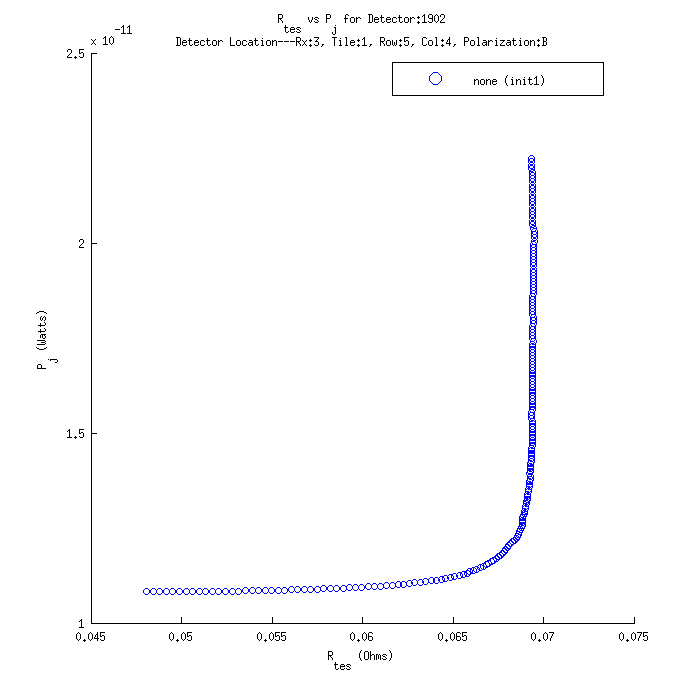 R_tes vs P_j for Detector:1902
Detector Location---Rx:3, Tile:1, Row:5, Col:4, Polarization:B
x 10^-11
none (init1)
2.5
2
1.5
1
P_j (Watts)
0.045 0.05 0.055 0.06 0.065 0.07 0.075
R_tes (Ohms)